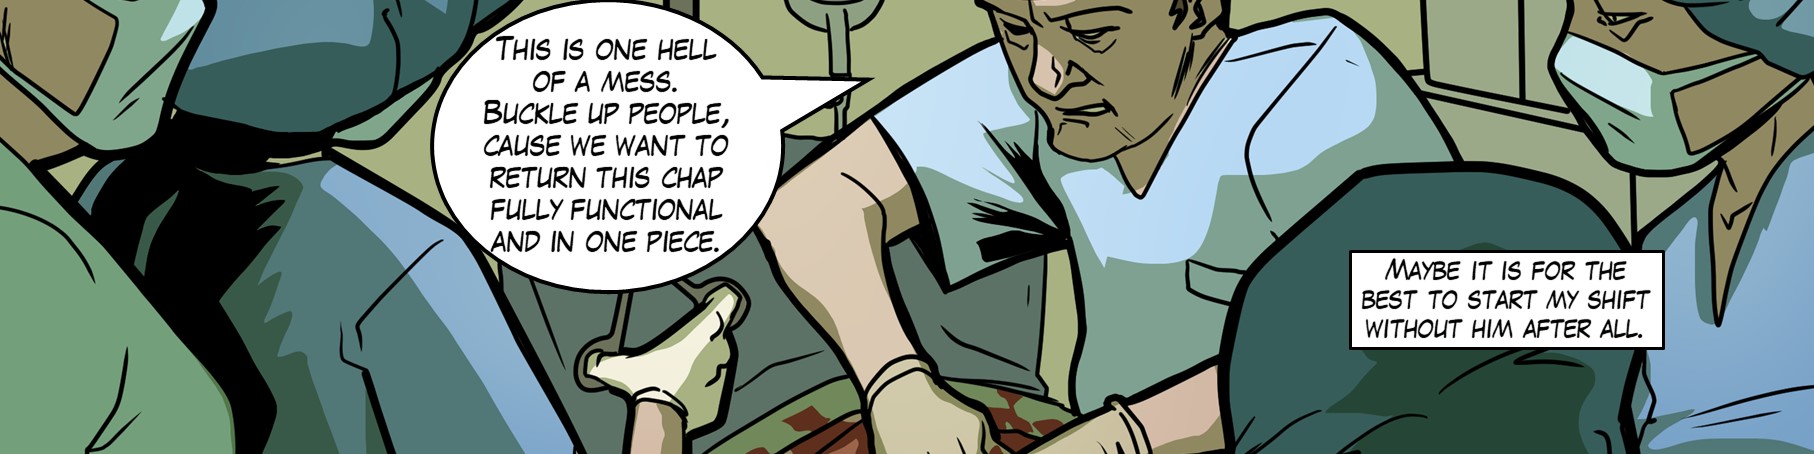 THIS IS ONE HELL
OF A MESS.
BUCKLE UP PEOPLE,
CAUSE WE WANT TO
RETURN THIS CHAP
FULLY FUNCTIONAL
AND IN ONE PIECE.
MAYBE IT IS FOR THE
BEST TO START MY SHIFT
WITHOUT HIM AFTER ALL.